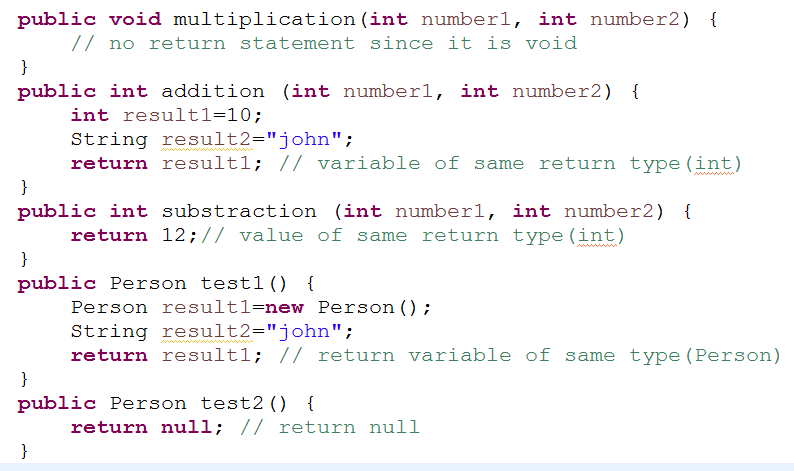 public void multiplication(int number1, int number2) {
// no return statement since it is void
}
public int addition (int number1, int number2) {
int result1=10;
String result2="john";
return result1; // variable of same return type(int)
}
public int substraction (int number1, int number2) {
return 12;// value of same return type(int)
}
public Person test1() {
Person result1=new Person();
String result2="john";
return result1; // return variable of same type(Person)
}
public Person test2() {
return null; // return null
}